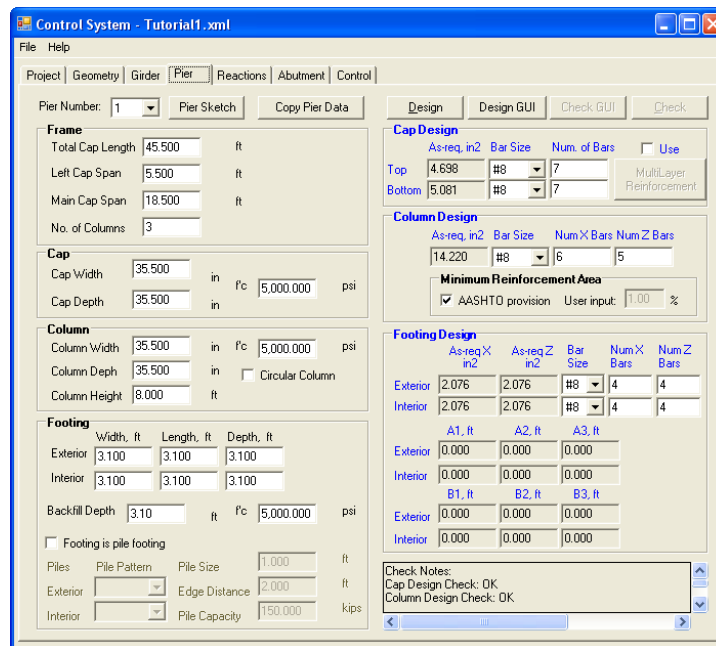 Control System - Tutorial1.xml
File Help
Project Geometry Girder Pier Reactions Abutment Control
Pier Number: 1 Pier Sketch Copy Pier Data
Frame
Total Cap Length 45.500 ft
Left Cap Span 5.500 ft
Main Cap Span 18.500 ft
No. of Columns 3
Cap
Cap Width 35.500 in f'c 5,000.000 psi
Cap Depth 35.500 in
Column
Column Width 35.500 in f'c 5,000.000 psi
Column Deph 35.500 in Circular Column
Column Height 8.000 ft
Footing
Width, ft Length, ft Depth, ft
Exterior 3.100 3.100 3.100
Interior 3.100 3.100 3.100
Backfill Depth 3.10 ft f'c 5,000.000 psi
Footing is pile footing
Piles Pile Pattern Pile Size 1.000 ft
Exterior Edge Distance 2.000 ft
Interior Pile Capacity 150.000 kips
Design Design GUI Check GUI Check
Cap Design
As-req, in2 Bar Size Num. of Bars Use
Top 4.698 #8 7
Bottom 5.081 #8 7
MultiLayer
Reinforcement
Column Design
As-req, in2 Bar Size Num X Bars Num Z Bars
14.220 #8 6 5
Minimum Reinforcement Area
AASHTO provision User input: 1.00 %
Footing Design
As-req X in2 As-req Z in2 Bar Size Num X Bars Num Z Bars
Exterior 2.076 2.076 #8 4 4
Interior 2.076 2.076 #8 4 4
A1, ft A2, ft A3, ft
Exterior 0.000 0.000 0.000
Interior 0.000 0.000 0.000
B1, ft B2, ft B3, ft
Exterior 0.000 0.000 0.000
Interior 0.000 0.000 0.000
Check Notes:
Cap Design Check: OK
Column Design Check: OK